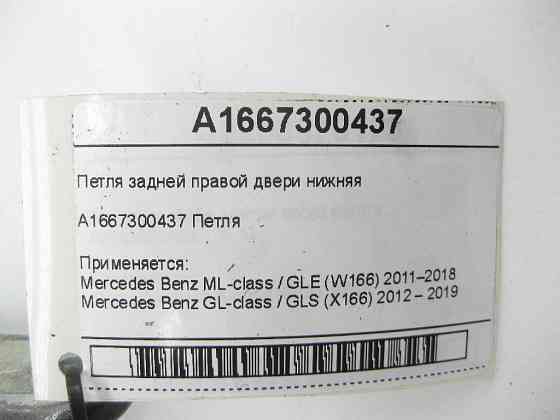 A1667300437
Петля задней правой двери нижняя
A1667300437 Петля
Применяется:
Mercedes Benz ML-class / GLE (W166) 2011–2018
Mercedes Benz GL-class / GLS (X166) 2012 – 2019